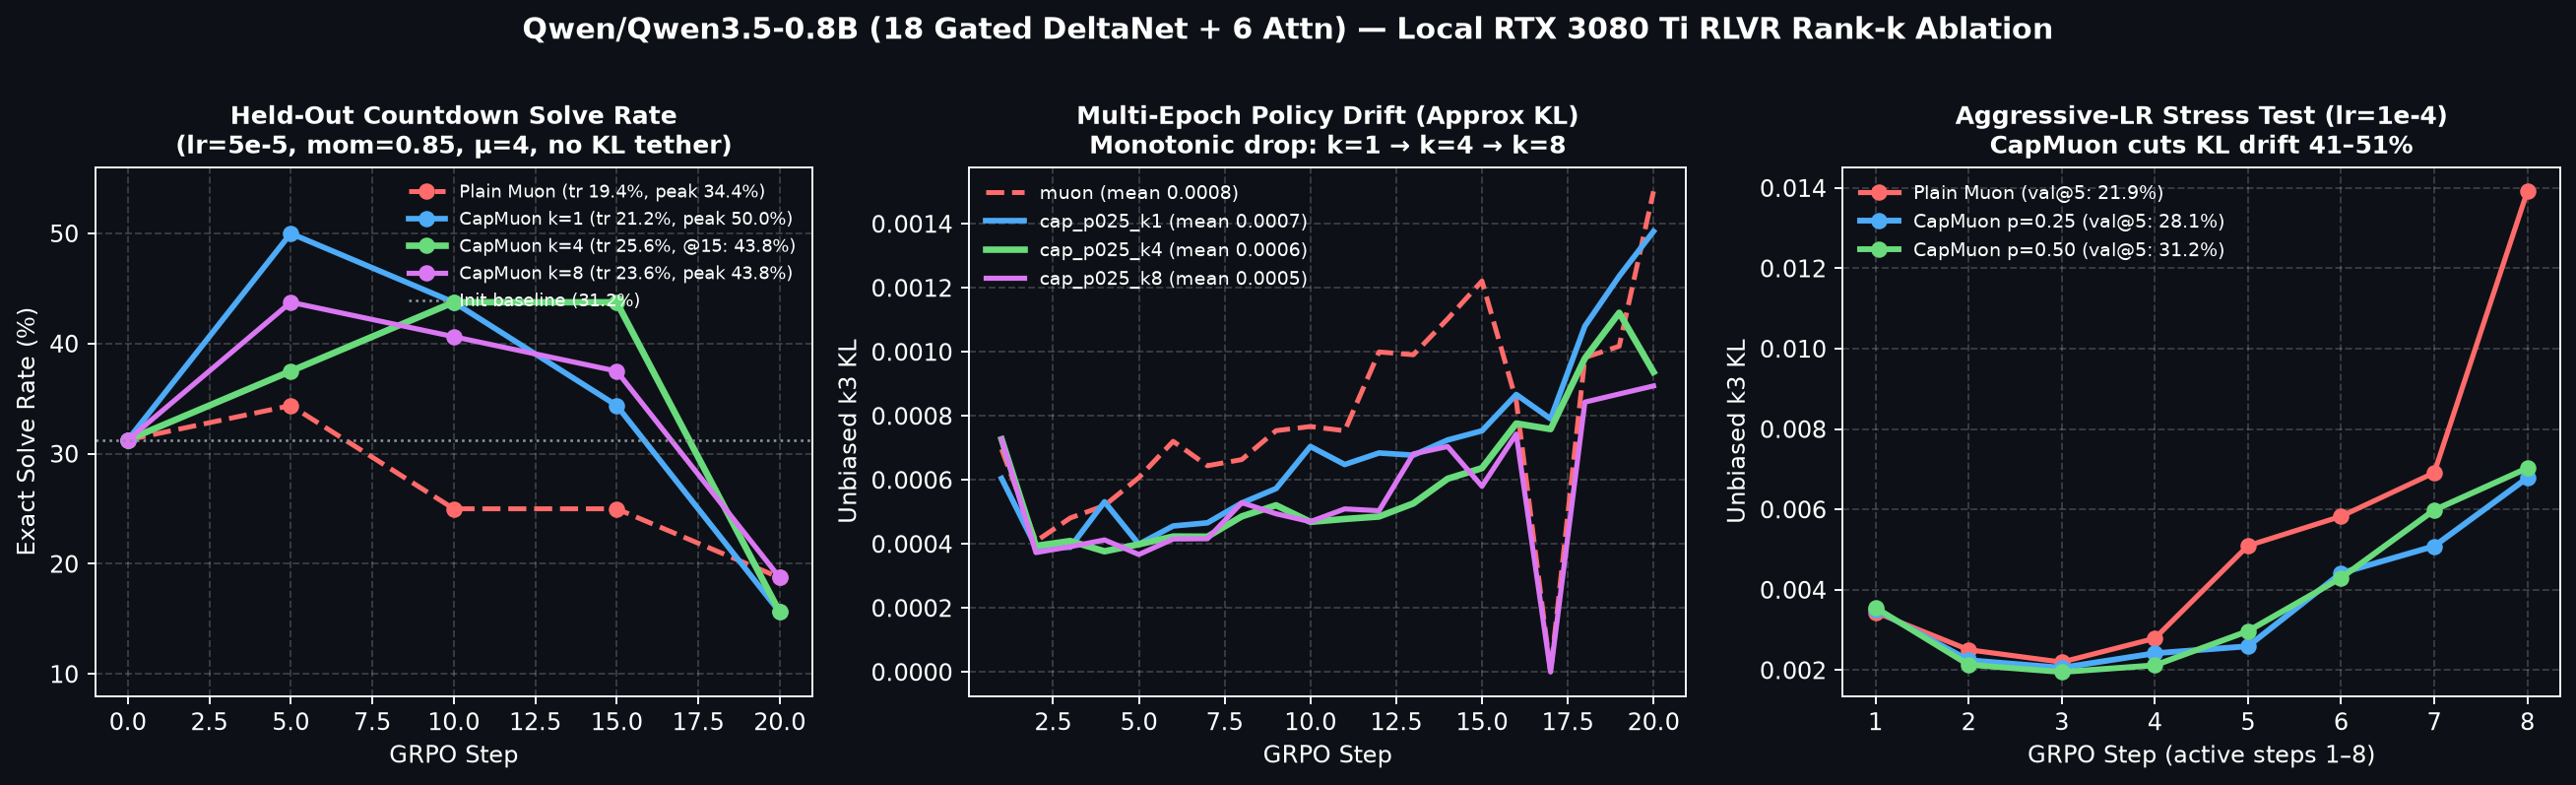 Qwen/Qwen3.5-0.8B (18 Gated DeltaNet + 6 Attn) — Local RTX 3080 Ti RLVR Rank-k Ablation
Held-Out Countdown Solve Rate
(lr=5e-5, mom=0.85, μ=4, no KL tether)
Exact Solve Rate (%)
50
40
30
20
10
Plain Muon (tr 19.4%, peak 34.4%)
CapMuon k=1 (tr 21.2%, peak 50.0%)
CapMuon k=4 (tr 25.6%, @15: 43.8%)
CapMuon k=8 (tr 23.6%, peak 43.8%)
Init baseline (31.2%)
0.0 2.5 5.0 7.5 10.0 12.5 15.0 17.5 20.0
GRPO Step
Multi-Epoch Policy Drift (Approx KL)
Monotonic drop: k=1 → k=4 → k=8
Unbiased k3 KL
0.0014
0.0012
0.0010
0.0008
0.0006
0.0004
0.0002
0.0000
muon (mean 0.0008)
cap_p025_k1 (mean 0.0007)
cap_p025_k4 (mean 0.0006)
cap_p025_k8 (mean 0.0005)
2.5 5.0 7.5 10.0 12.5 15.0 17.5 20.0
GRPO Step
Aggressive-LR Stress Test (lr=1e-4)
CapMuon cuts KL drift 41–51%
Unbiased k3 KL
0.014
0.012
0.010
0.008
0.006
0.004
0.002
Plain Muon (val@5: 21.9%)
CapMuon p=0.25 (val@5: 28.1%)
CapMuon p=0.50 (val@5: 31.2%)
1 2 3 4 5 6 7 8
GRPO Step (active steps 1–8)